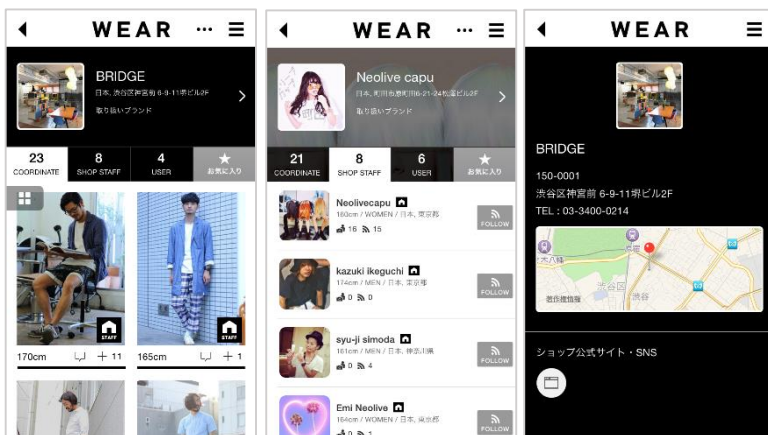 WEAR
BRIDGE
日本, 渋谷区神宮前 6-9-11堺ビル2F
取り扱いブランド
23 8 4 ★
COORDINATE SHOP STAFF USER お気に入り
STAFF STAFF
170cm + 11 165cm + 1
WEAR
Neolive capu
取り扱いブランド
21 8 6 ★
COORDINATE SHOP STAFF USER お気に入り
Neolivecapu
160cm / WOMEN / 日本, 東京都
16 15
FOLLOW
kazuki ikeguchi
174cm / MEN / 日本, 東京都
0 0
FOLLOW
syu-ji simoda
161cm / MEN / 日本, 神奈川県
0 4
FOLLOW
Emi Neolive
164cm / WOMEN / 日本, 東京都
0 1
FOLLOW
WEAR
BRIDGE
150-0001
渋谷区神宮前 6-9-11堺ビル2F
TEL : 03-3400-0214
渋谷区
渋谷
ショップ公式サイト・SNS